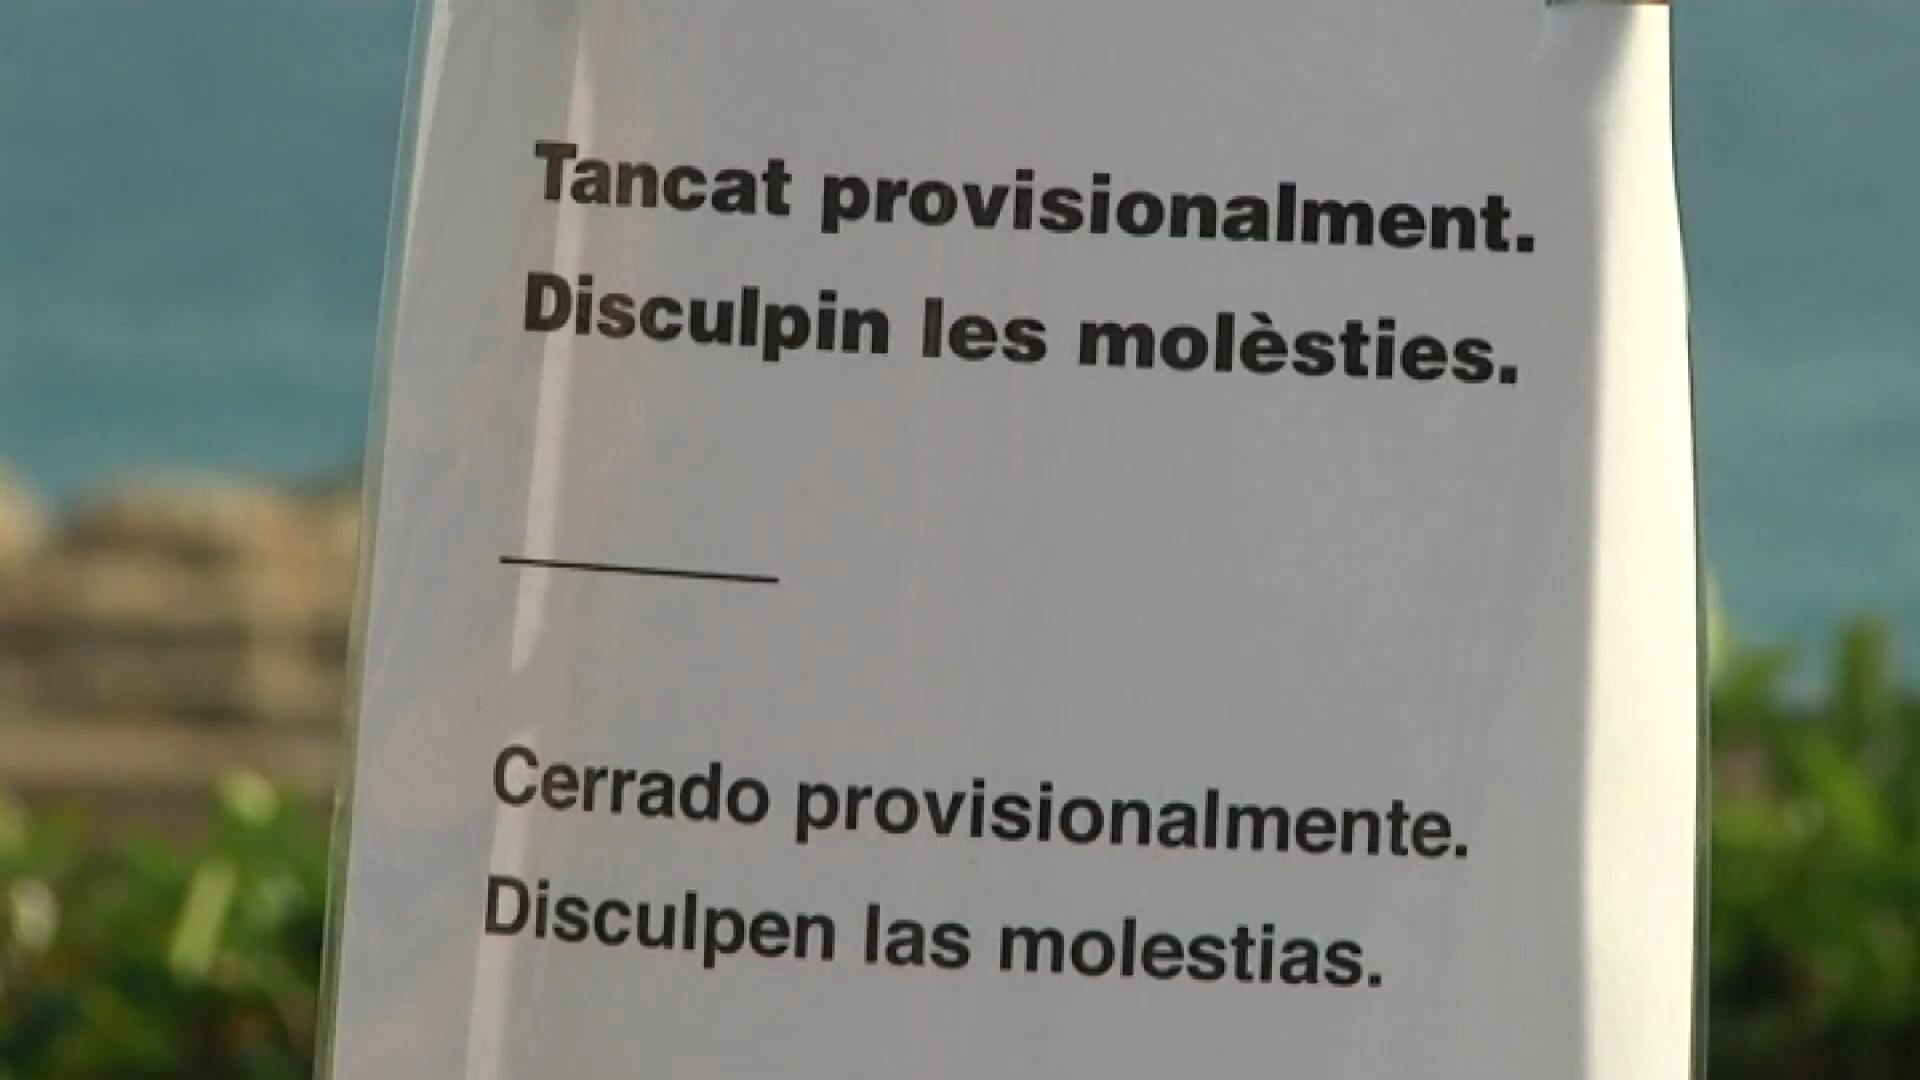 Tancat provisionalment.
Disculpin les molèsties.
Cerrado provisionalmente.
Disculpen las molestias.